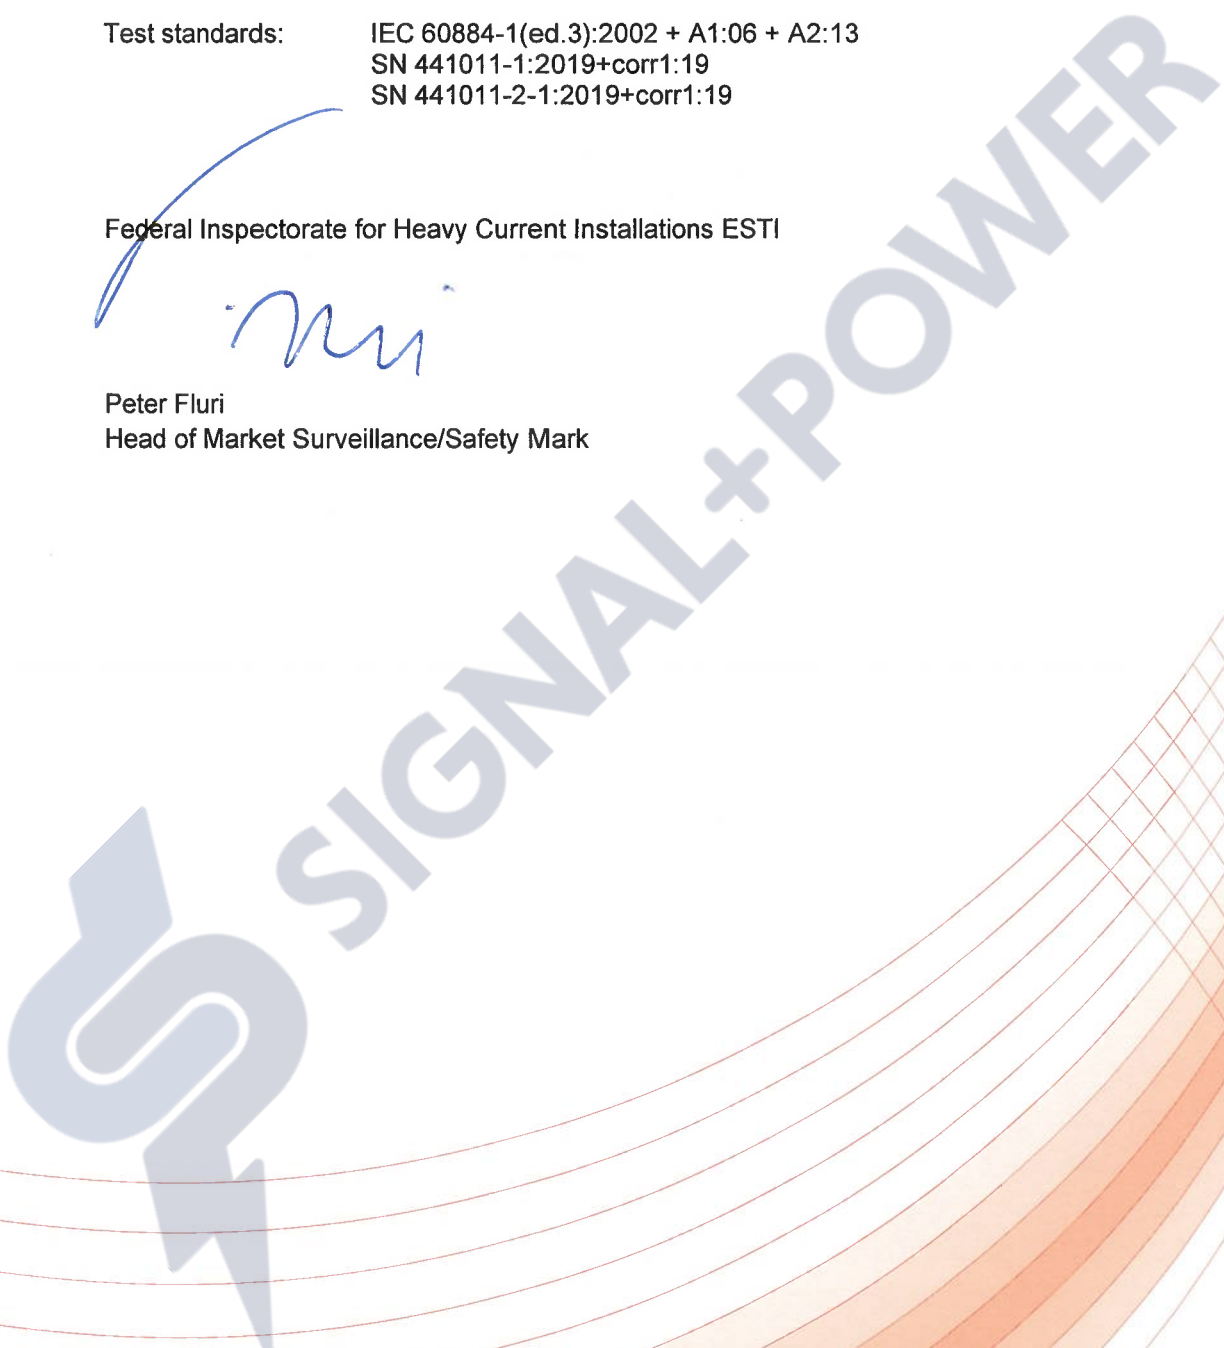 Test standards: IEC 60884-1(ed.3):2002 + A1:06 + A2:13
SN 441011-1:2019+corr1:19
SN 441011-2-1:2019+corr1:19
Federal Inspectorate for Heavy Current Installations ESTI
Peter Fluri
Head of Market Surveillance/Safety Mark
SIGNAL+POWER